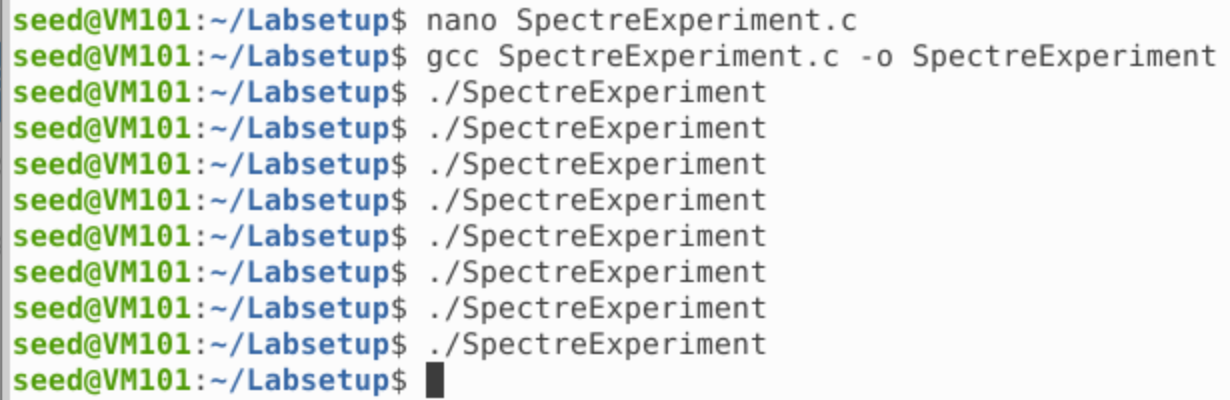 seed@VM101:~/Labsetup$ nano SpectreExperiment.c
seed@VM101:~/Labsetup$ gcc SpectreExperiment.c -o SpectreExperiment
seed@VM101:~/Labsetup$ ./SpectreExperiment
seed@VM101:~/Labsetup$ ./SpectreExperiment
seed@VM101:~/Labsetup$ ./SpectreExperiment
seed@VM101:~/Labsetup$ ./SpectreExperiment
seed@VM101:~/Labsetup$ ./SpectreExperiment
seed@VM101:~/Labsetup$ ./SpectreExperiment
seed@VM101:~/Labsetup$ ./SpectreExperiment
seed@VM101:~/Labsetup$ ./SpectreExperiment
seed@VM101:~/Labsetup$